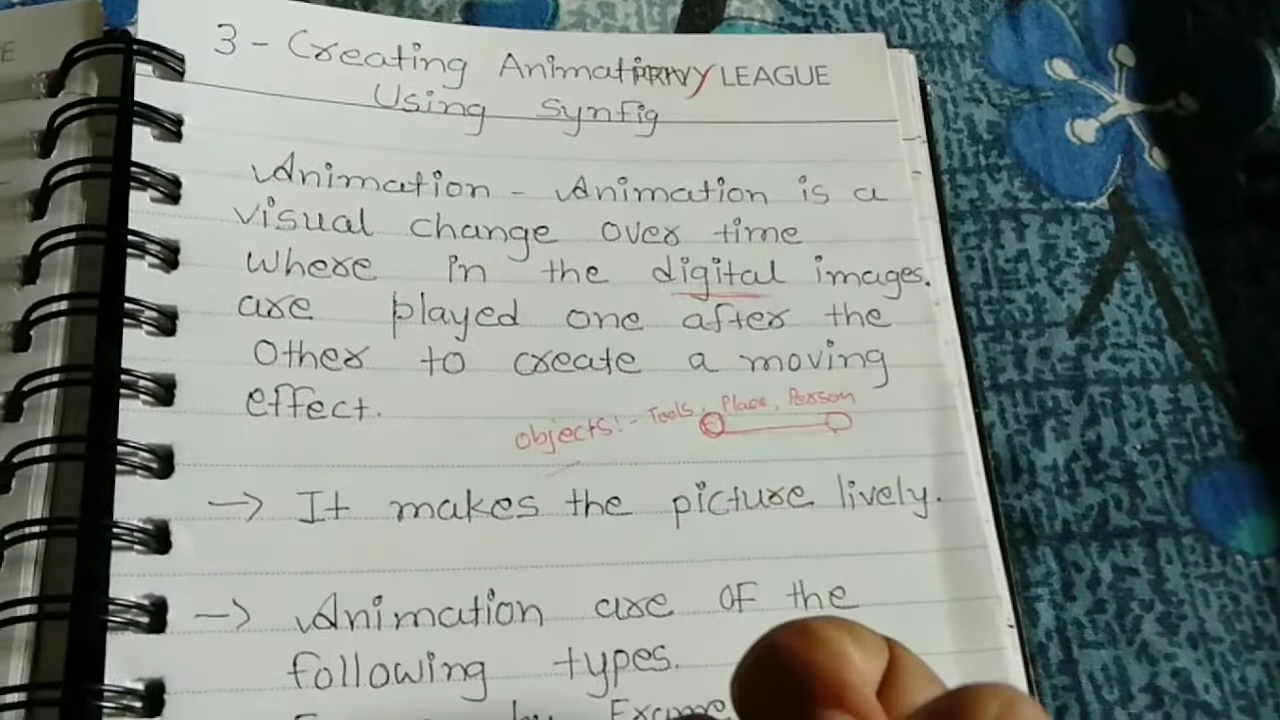 3 - Creating Animation
LEAGUE
Using Synfig
Animation - Animation is a
visual change over time
where in the digital images.
are played one after the
Other to create a moving
effect.
Objects:- Tools, Place, Person
→ It makes the picture lively.
→ Animation are of the
following types.
by